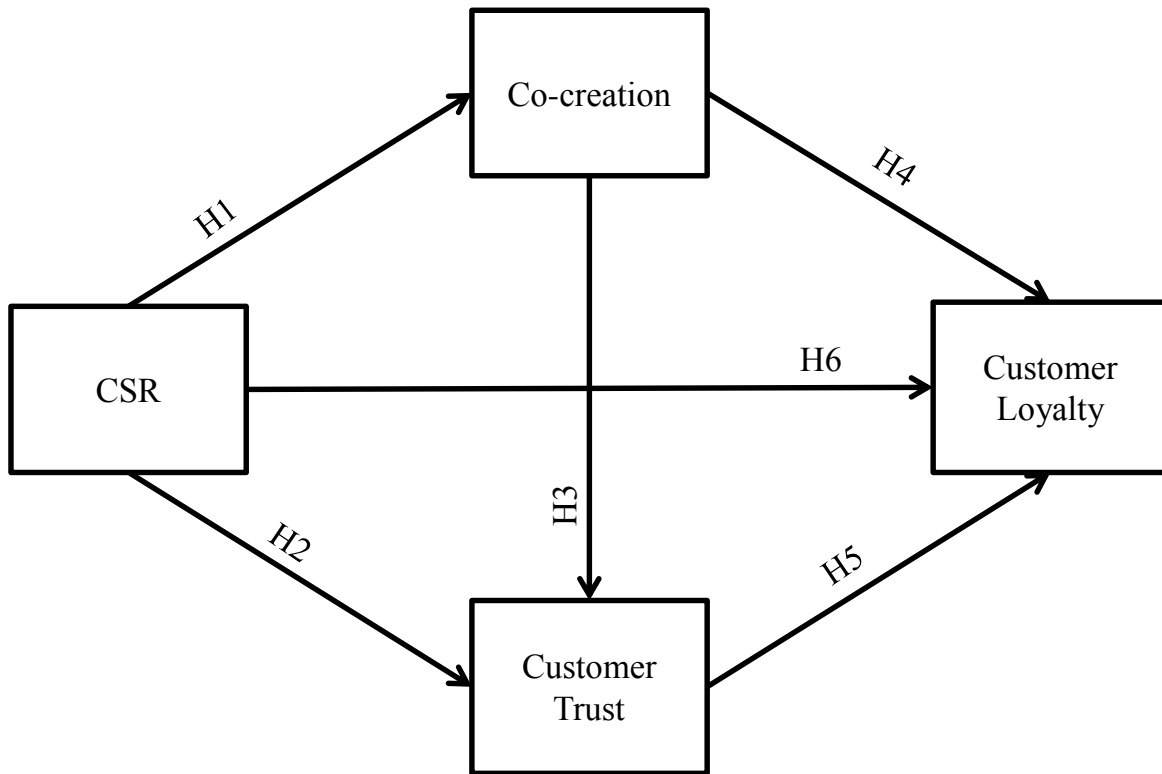 Co-creation
H1
H4
CSR
H6
Customer
Loyalty
H3
H2
H5
Customer
Trust